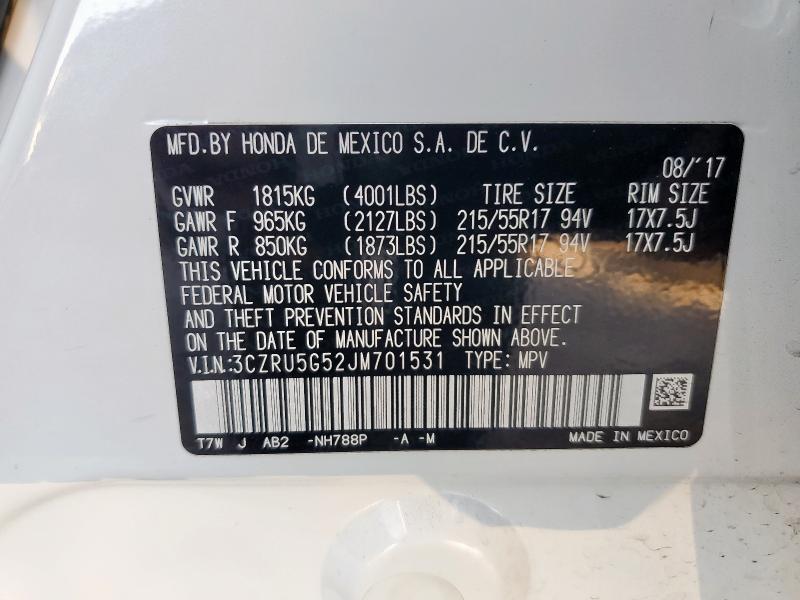 MFD.BY HONDA DE MEXICO S.A. DE C.V.
08/'17
GVWR 1815KG (4001LBS) TIRE SIZE RIM SIZE
GAWR F 965KG (2127LBS) 215/55R17 94V 17X7.5J
GAWR R 850KG (1873LBS) 215/55R17 94V 17X7.5J
THIS VEHICLE CONFORMS TO ALL APPLICABLE
FEDERAL MOTOR VEHICLE SAFETY
AND THEFT PREVENTION STANDARDS IN EFFECT
ON THE DATE OF MANUFACTURE SHOWN ABOVE.
V.I.N.:3CZRU5G52JM701531 TYPE: MPV
T7W J AB2 -NH788P -A -M MADE IN MEXICO